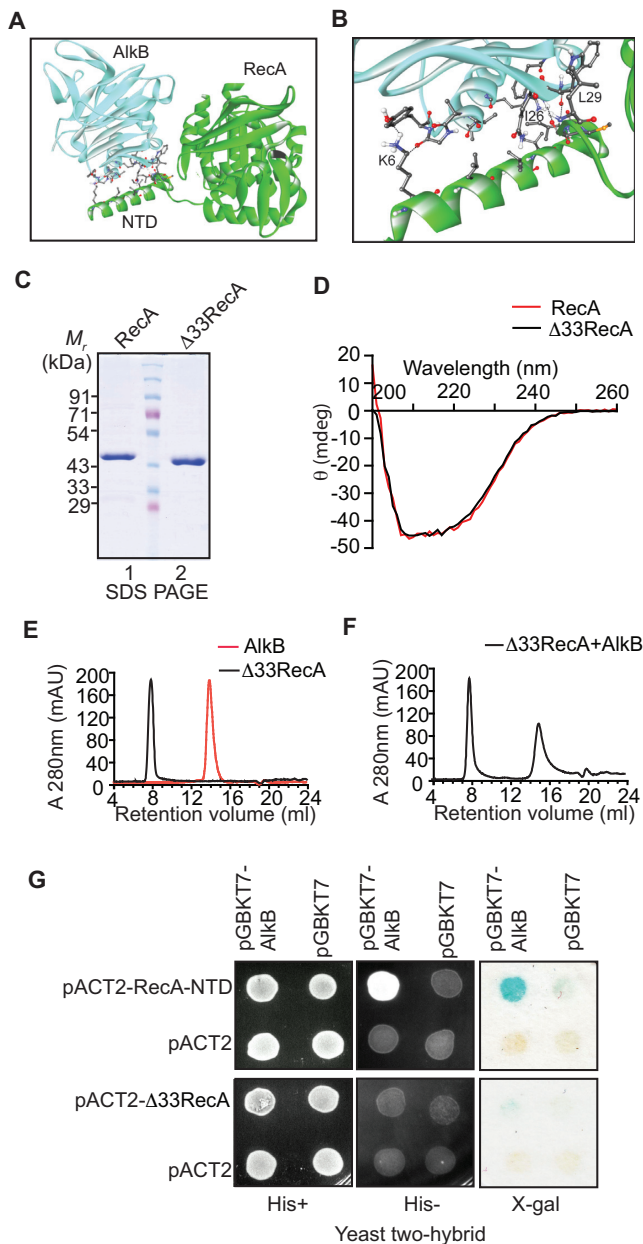 A
AlkB
RecA
NTD
B
K6
I26
L29
C
RecA
Δ33RecA
Mr
(kDa)
91
71
54
43
33
29
1 2
SDS PAGE
D
RecA
Δ33RecA
Wavelength (nm)
θ (mdeg)
20
10
0
-10
-20
-30
-40
-50
200 220 240 260
E
AlkB
Δ33RecA
A 280nm (mAU)
200
160
120
80
40
0
4 8 12 16 20 24
Retention volume (ml)
F
Δ33RecA+AlkB
A 280nm (mAU)
200
160
120
80
40
0
4 8 12 16 20 24
Retention volume (ml)
G
pGBKT7-AlkB
pGBKT7
pGBKT7-AlkB
pGBKT7
pGBKT7-AlkB
pGBKT7
pACT2-RecA-NTD
pACT2
pACT2-Δ33RecA
pACT2
His+ His- X-gal
Yeast two-hybrid